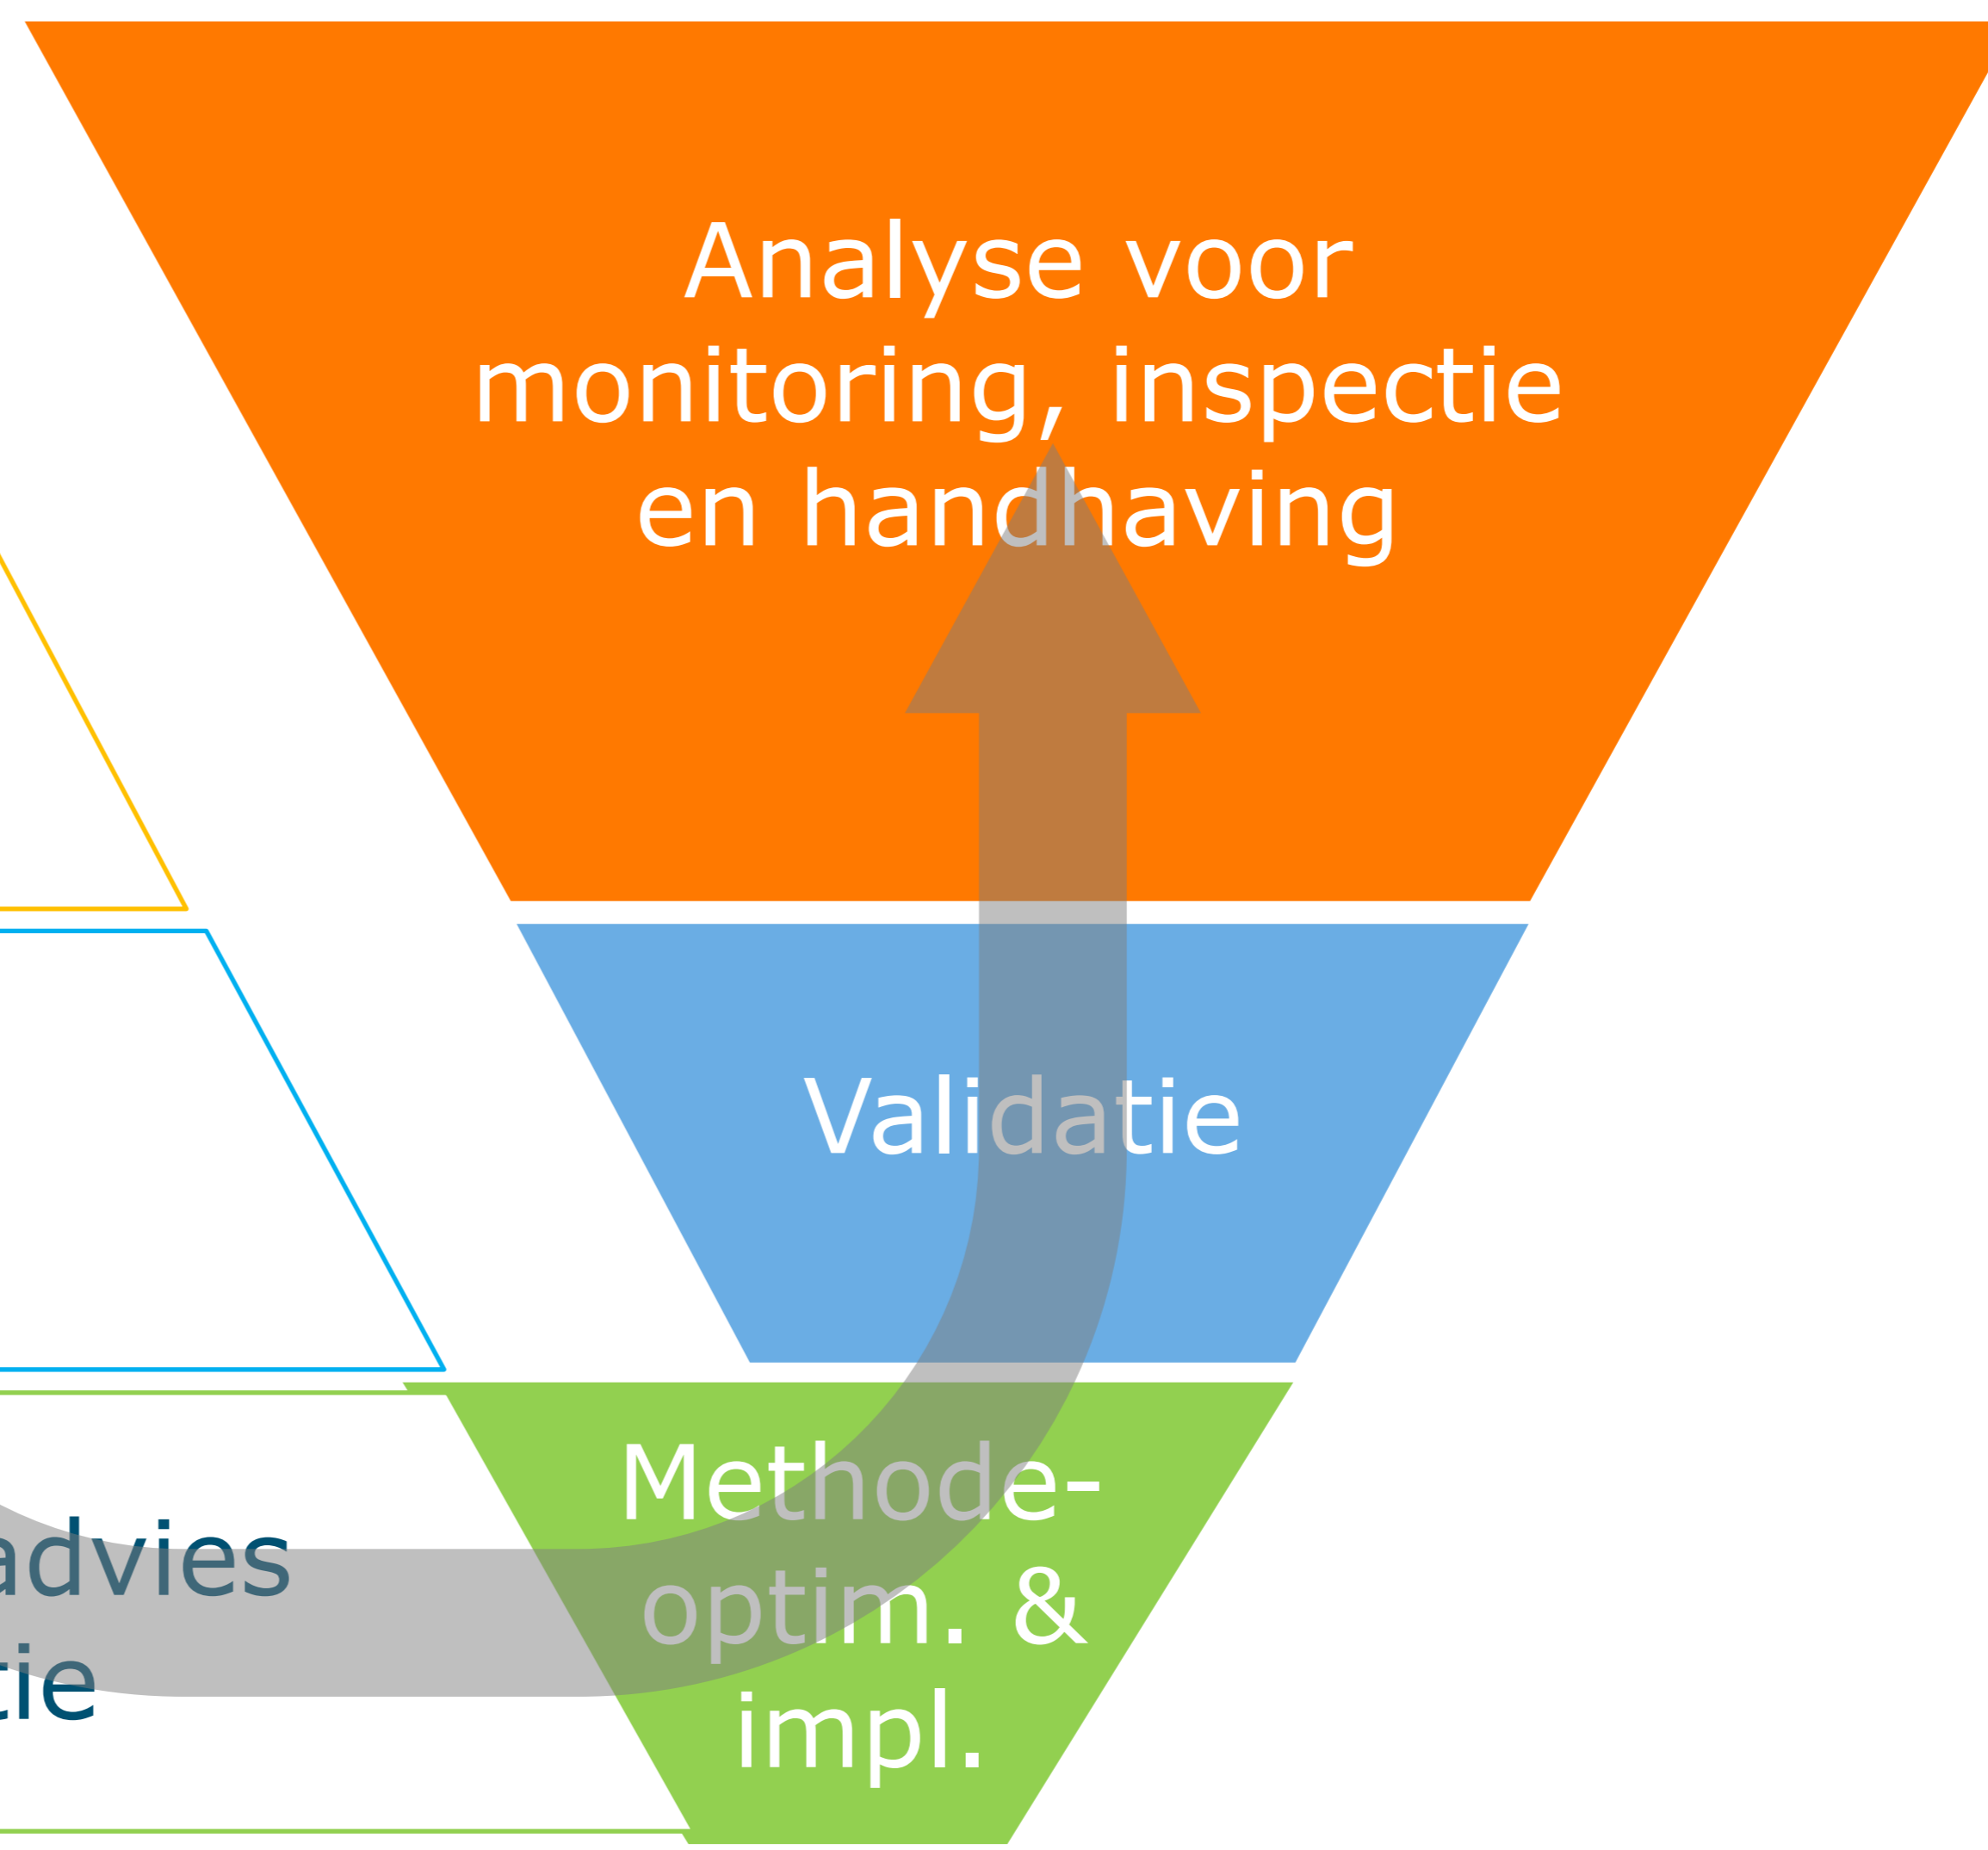 Analyse voor
monitoring, inspectie
en handhaving
Validatie
Methode-
optim. &
impl.
advies
tie